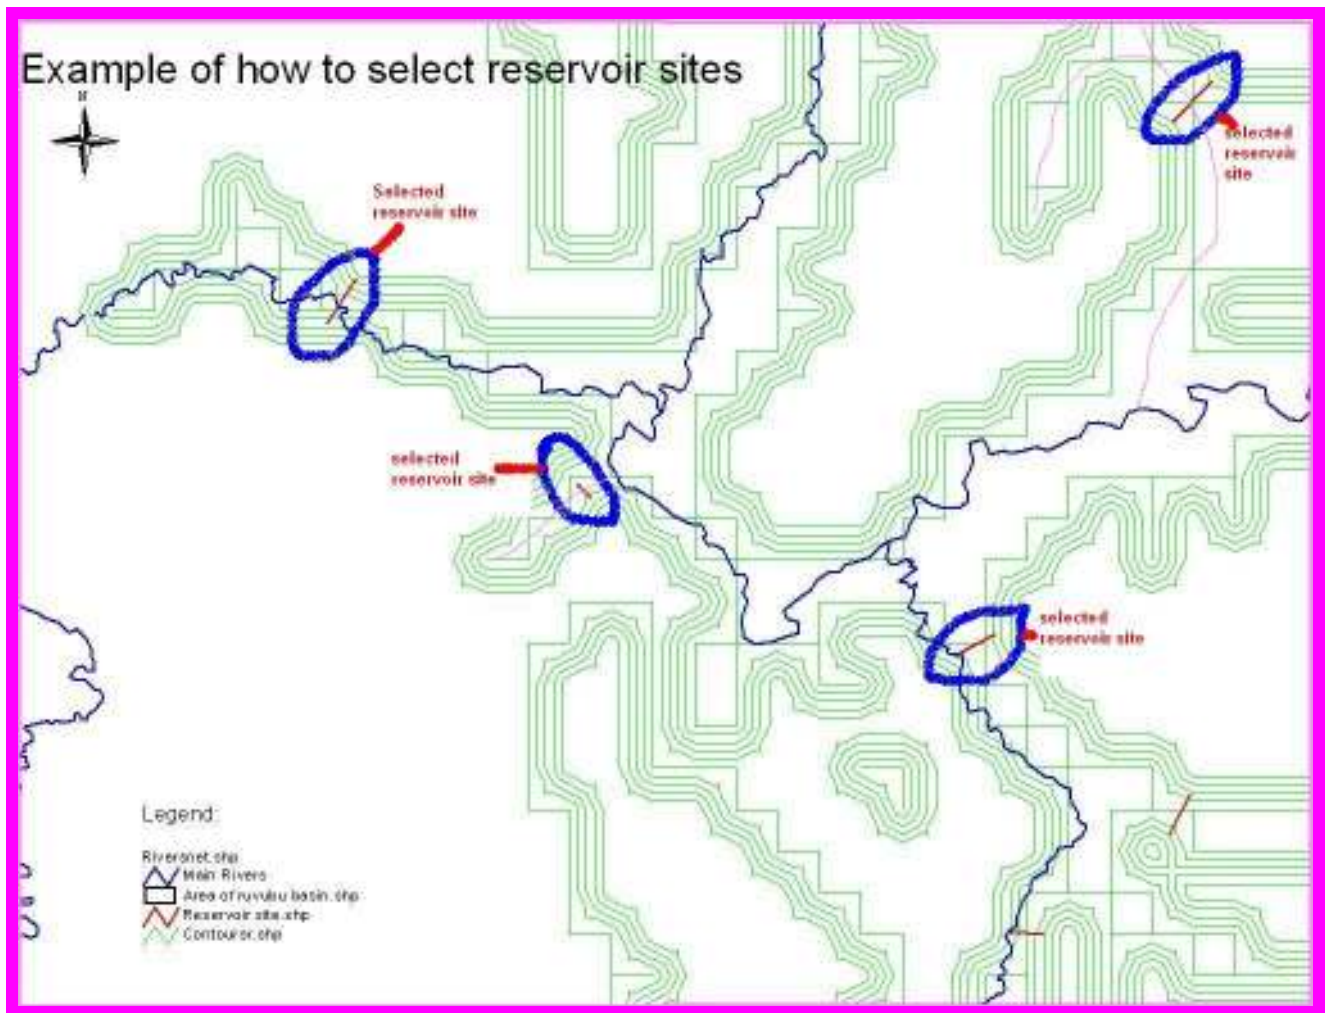 Example of how to select reservoir sites
N
Selected
reservoir site
selected
reservoir
site
selected
reservoir site
selected
reservoir site
Legend:
Riversnet.shp
Main Rivers
Area of ruvubu basin.shp
Reservoir site.shp
Contouror.shp